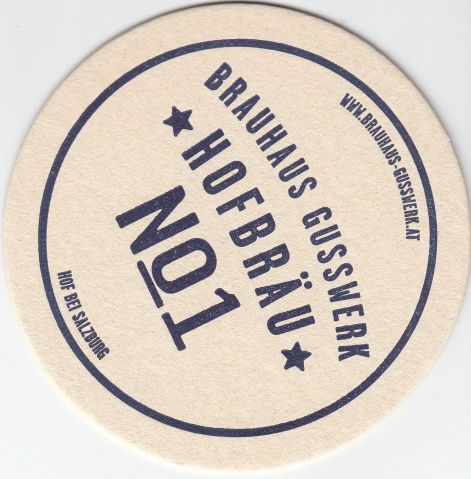 WWW.BRAUHAUS-GUSSWERK.AT
BRAUHAUS GUSSWERK
★ HOFBRÄU ★
NO1
HOF BEI SALZBURG